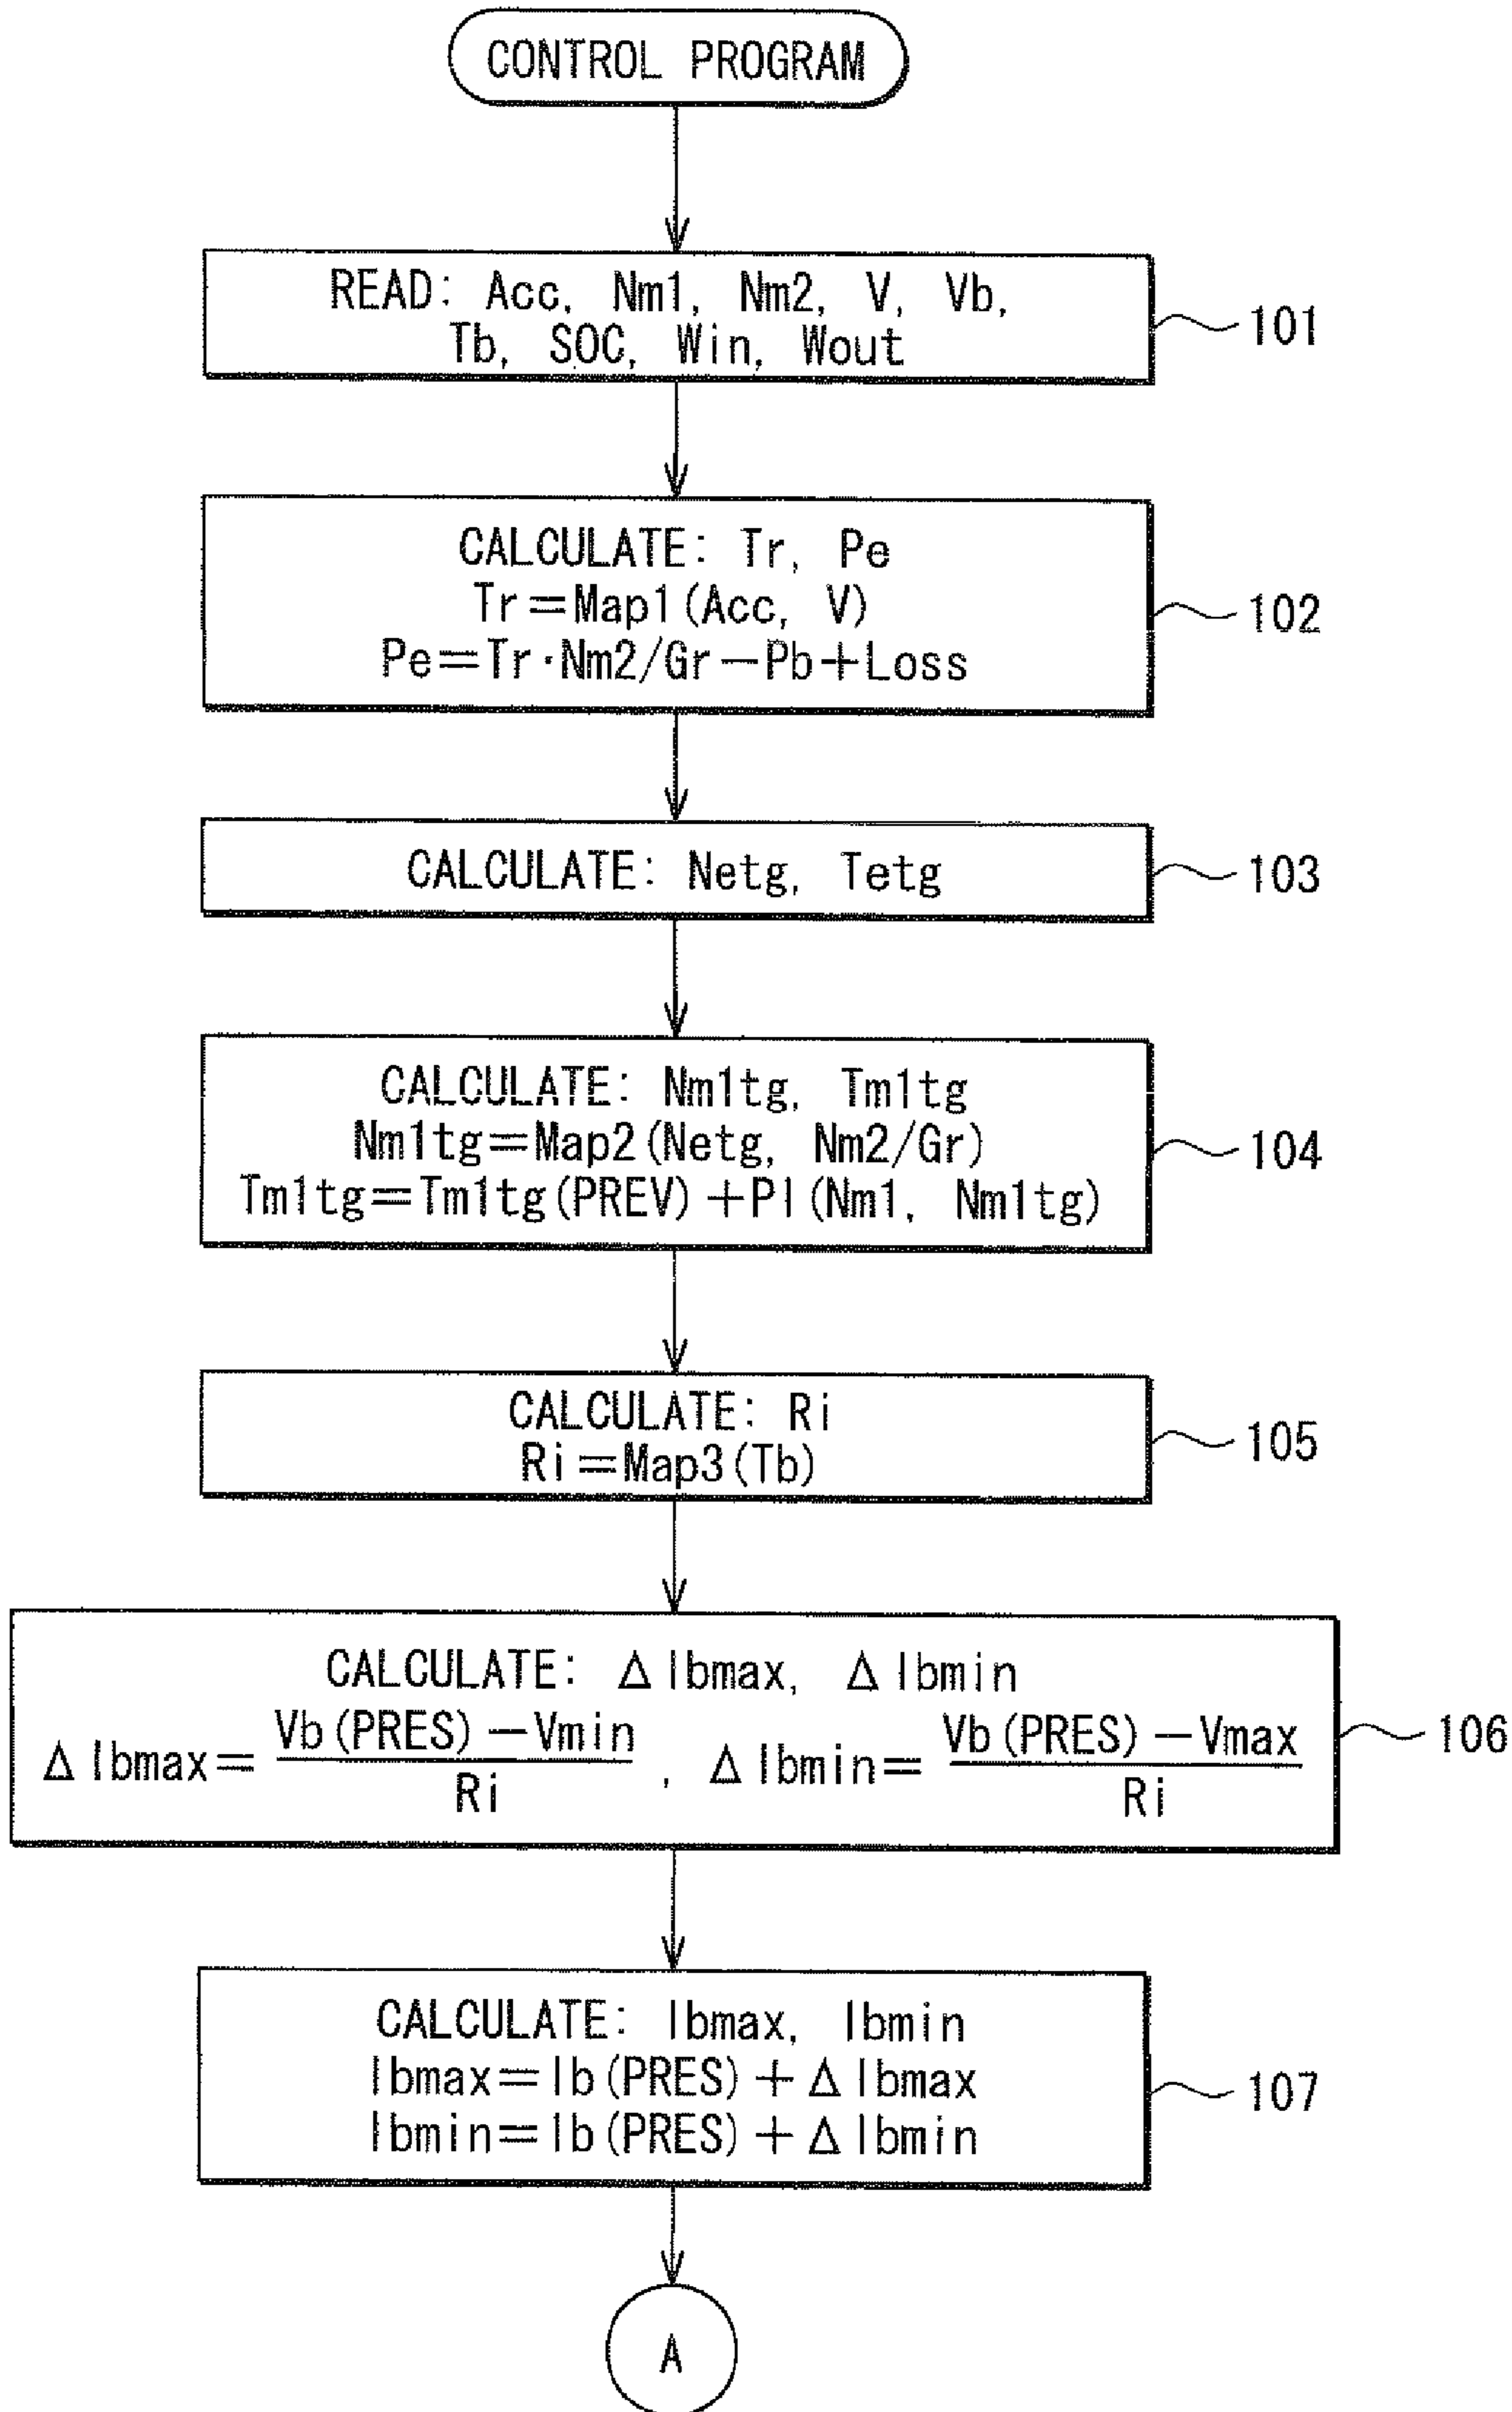 CONTROL PROGRAM
READ: Acc, Nm1, Nm2, V, Vb,
Tb, SOC, Win, Wout
101
CALCULATE: Tr, Pe
Tr=Map1(Acc, V)
Pe=Tr·Nm2/Gr−Pb+Loss
102
CALCULATE: Netg, Tetg
103
CALCULATE: Nm1tg, Tm1tg
Nm1tg=Map2(Netg, Nm2/Gr)
Tm1tg=Tm1tg(PREV)+PI(Nm1, Nm1tg)
104
CALCULATE: Ri
Ri=Map3(Tb)
105
CALCULATE: ΔIbmax, ΔIbmin
ΔIbmax= Vb(PRES)−Vmin / Ri , ΔIbmin= Vb(PRES)−Vmax / Ri
106
CALCULATE: Ibmax, Ibmin
Ibmax=Ib(PRES)+ΔIbmax
Ibmin=Ib(PRES)+ΔIbmin
107
A